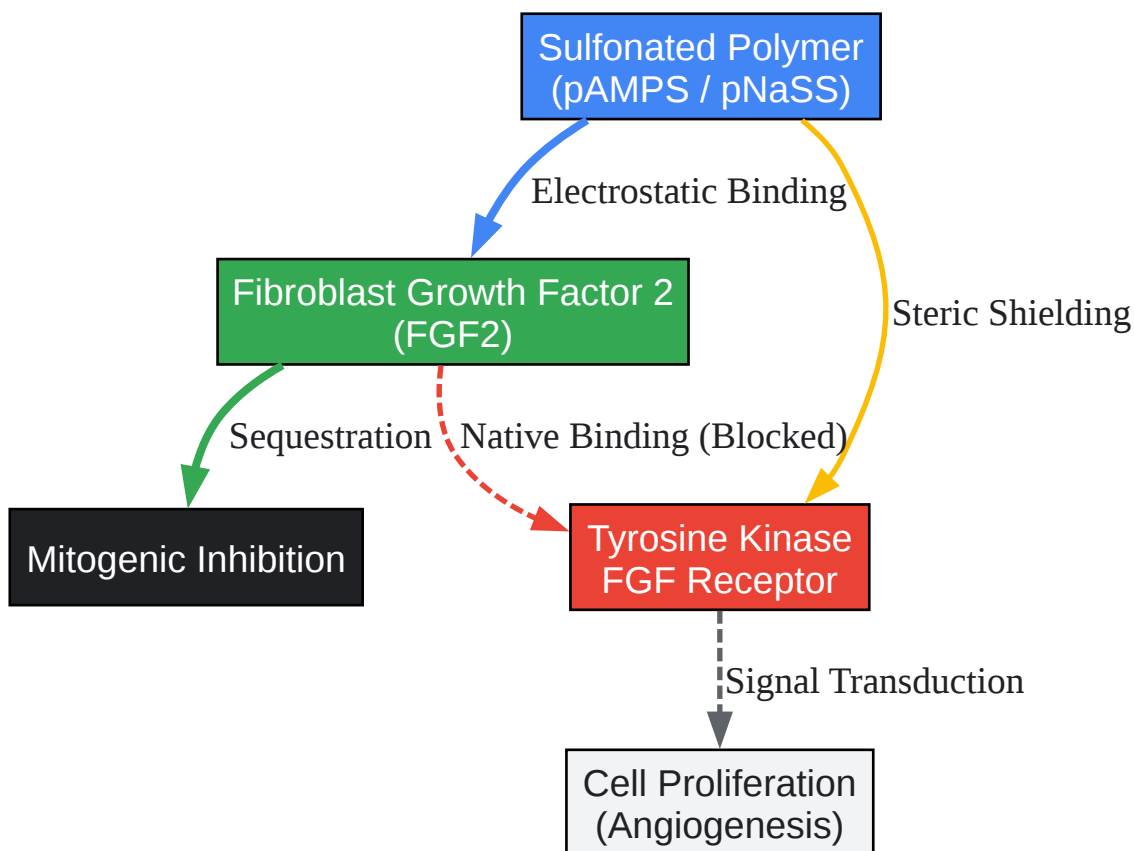 Sulfonated Polymer
(pAMPS / pNaSS)
Electrostatic Binding
Fibroblast Growth Factor 2
(FGF2)
Steric Shielding
Sequestration
Native Binding (Blocked)
Mitogenic Inhibition
Tyrosine Kinase
FGF Receptor
Signal Transduction
Cell Proliferation
(Angiogenesis)